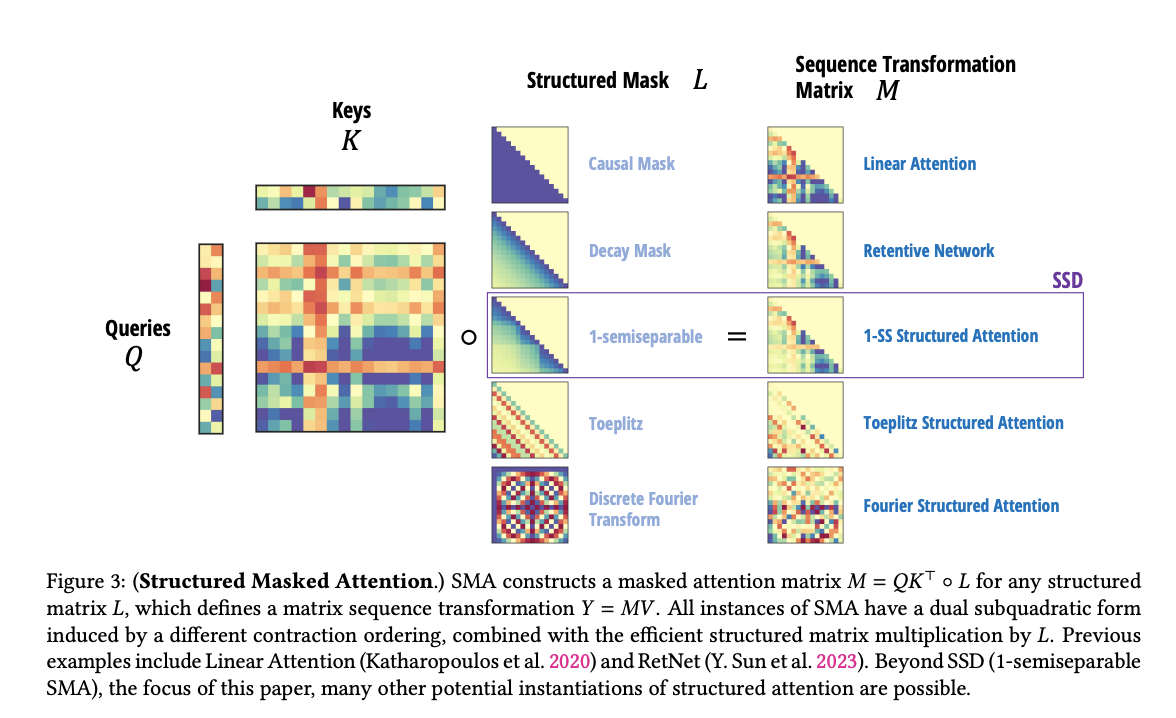 Structured Mask L
Sequence Transformation
Matrix M
Keys
K
Causal Mask
Linear Attention
Decay Mask
Retentive Network
SSD
Queries
Q
∘
1-semiseparable
=
1-SS Structured Attention
Toeplitz
Toeplitz Structured Attention
Discrete Fourier
Transform
Fourier Structured Attention
Figure 3: (Structured Masked Attention.) SMA constructs a masked attention matrix M = QK⊤ ∘ L for any structured
matrix L, which defines a matrix sequence transformation Y = MV. All instances of SMA have a dual subquadratic form
induced by a different contraction ordering, combined with the efficient structured matrix multiplication by L. Previous
examples include Linear Attention (Katharopoulos et al. 2020) and RetNet (Y. Sun et al. 2023). Beyond SSD (1-semiseparable
SMA), the focus of this paper, many other potential instantiations of structured attention are possible.